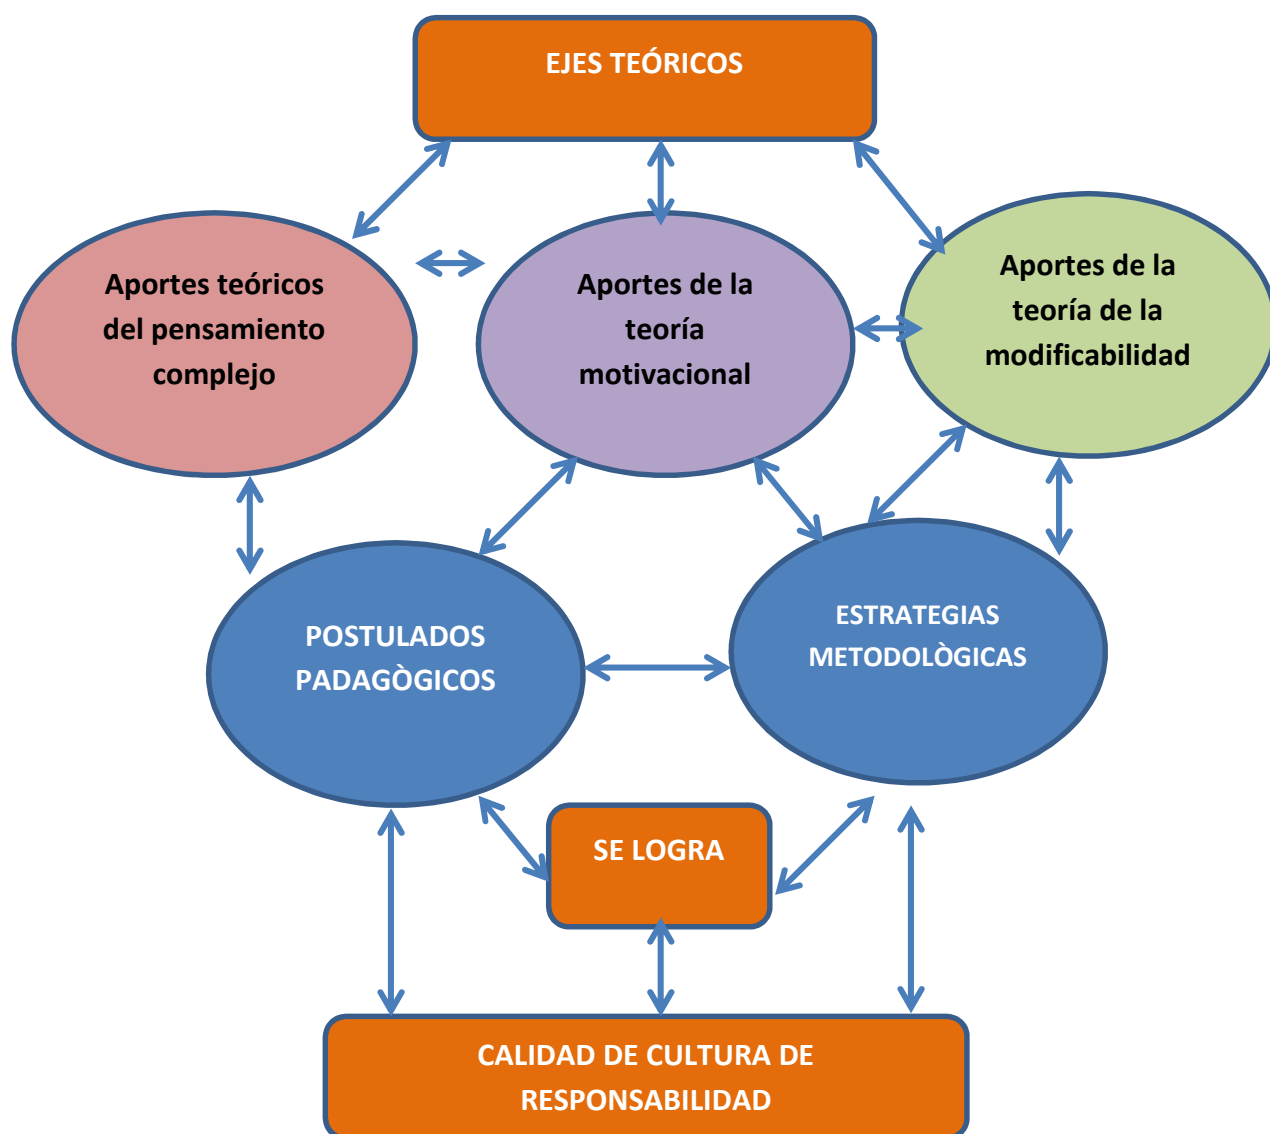 EJES TEÓRICOS
Aportes teóricos
del pensamiento
complejo
Aportes de la
teoría
motivacional
Aportes de la
teoría de la
modificabilidad
POSTULADOS
PADAGÒGICOS
ESTRATEGIAS
METODOLÒGICAS
SE LOGRA
CALIDAD DE CULTURA DE
RESPONSABILIDAD